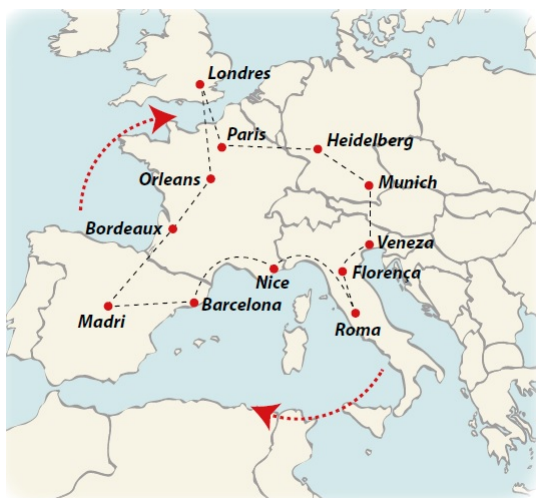 Londres
Paris
Heidelberg
Orleans
Munich
Bordeaux
Veneza
Nice
Florença
Madri
Barcelona
Roma